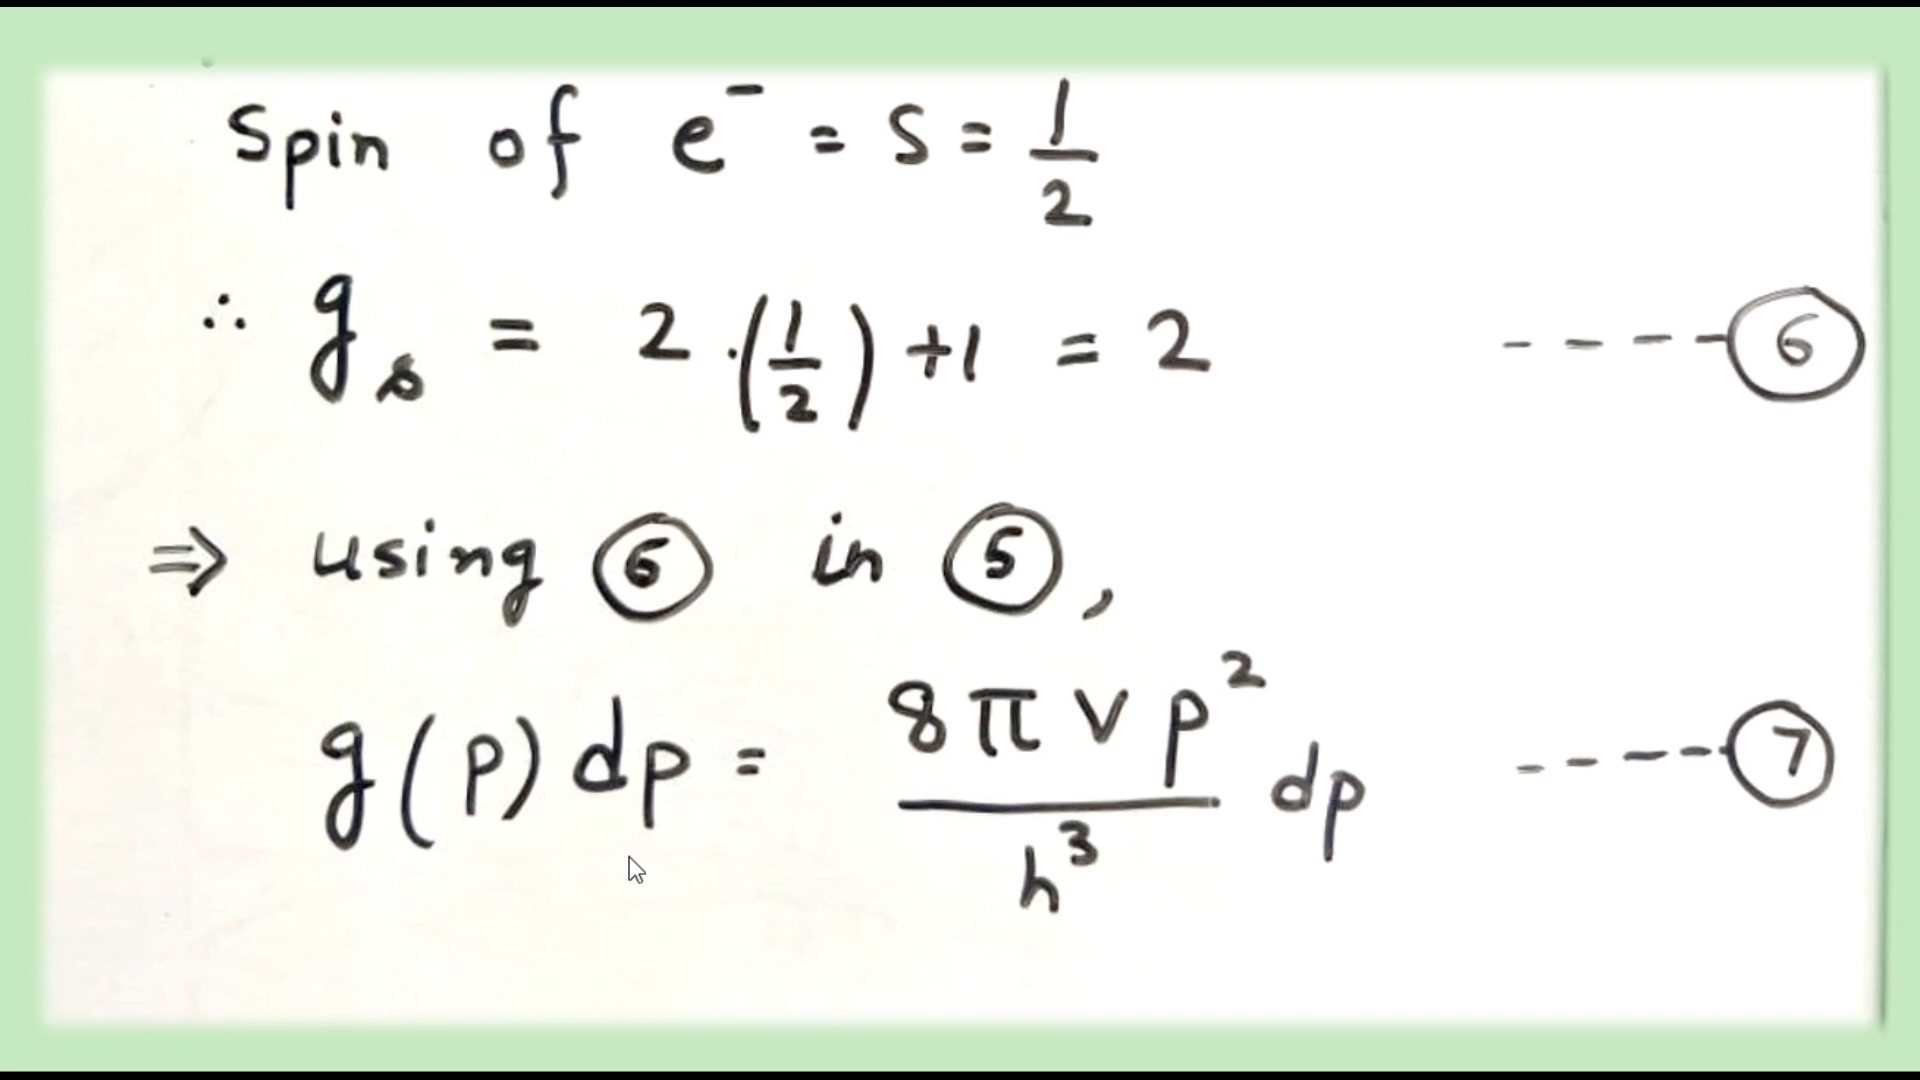 Spin of e⁻ = S = 1/2
∴ gₛ = 2 · (1/2) + 1 = 2 ----⑥
⇒ using ⑥ in ⑤,
g(p) dp = 8πVp²/h³ dp ----⑦